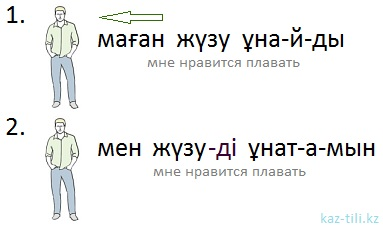 1.
маған жүзу ұна-й-ды
мне нравится плавать
2.
мен жүзу-ді ұнат-а-мын
мне нравится плавать
kaz-tili.kz